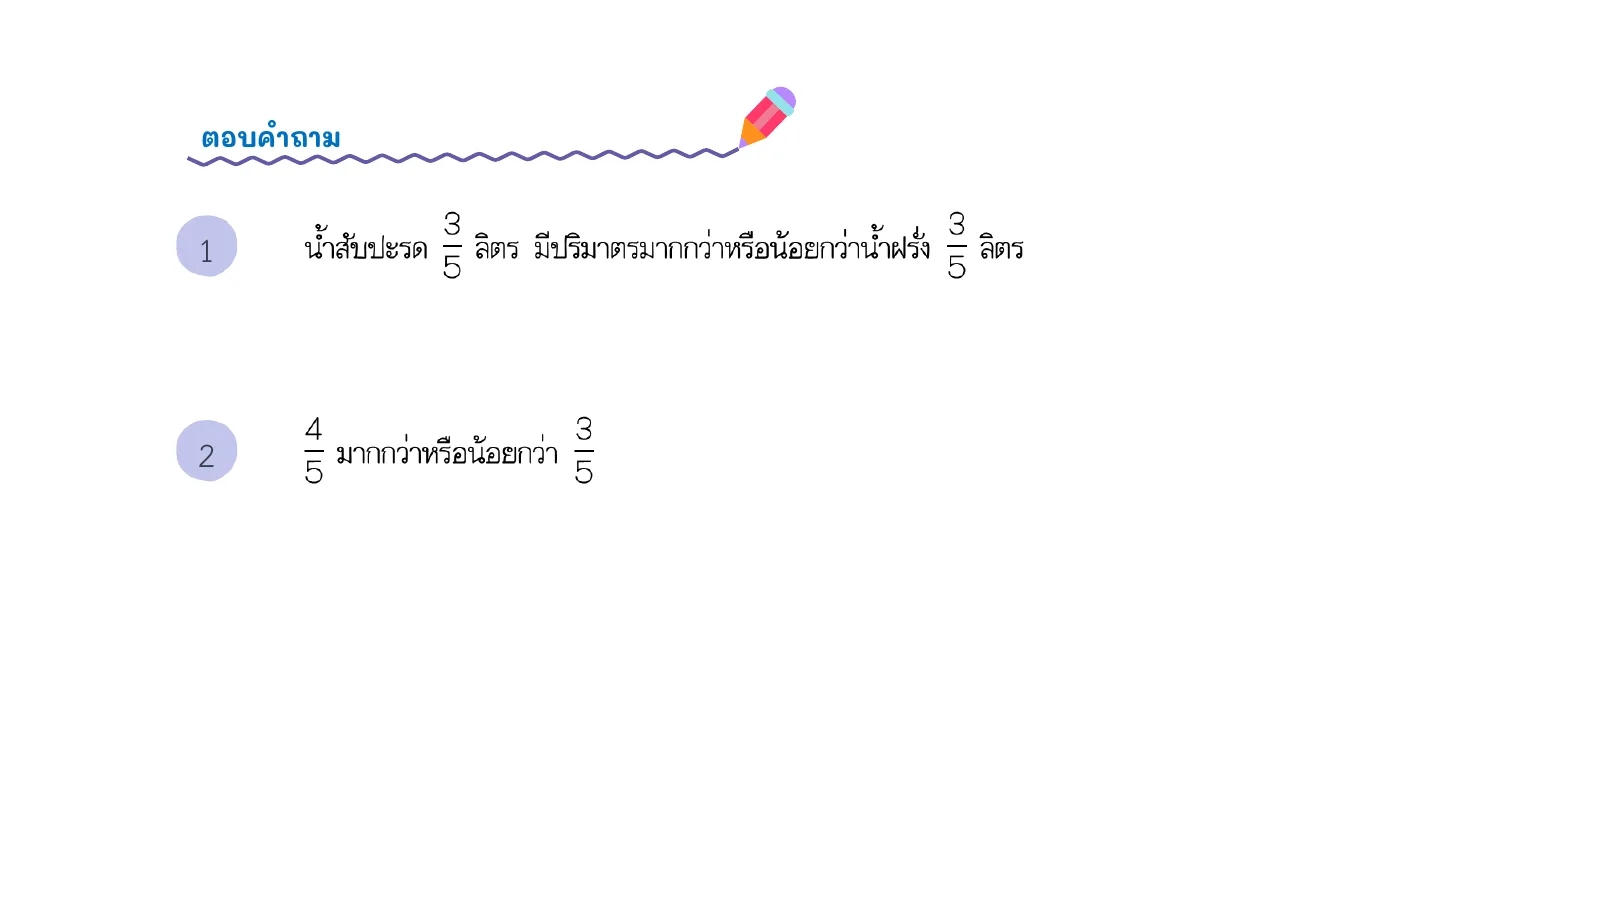 ตอบคำถาม
1 น้ำสับปะรด 3/5 ลิตร มีปริมาตรมากกว่าหรือน้อยกว่าน้ำฝรั่ง 3/5 ลิตร
2 4/5 มากกว่าหรือน้อยกว่า 3/5